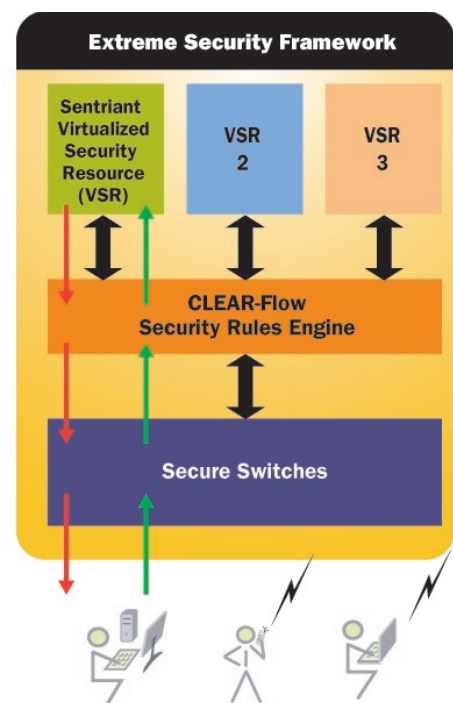 Extreme Security Framework
Sentriant
Virtualized
Security
Resource
(VSR)
VSR
2
VSR
3
CLEAR-Flow
Security Rules Engine
Secure Switches